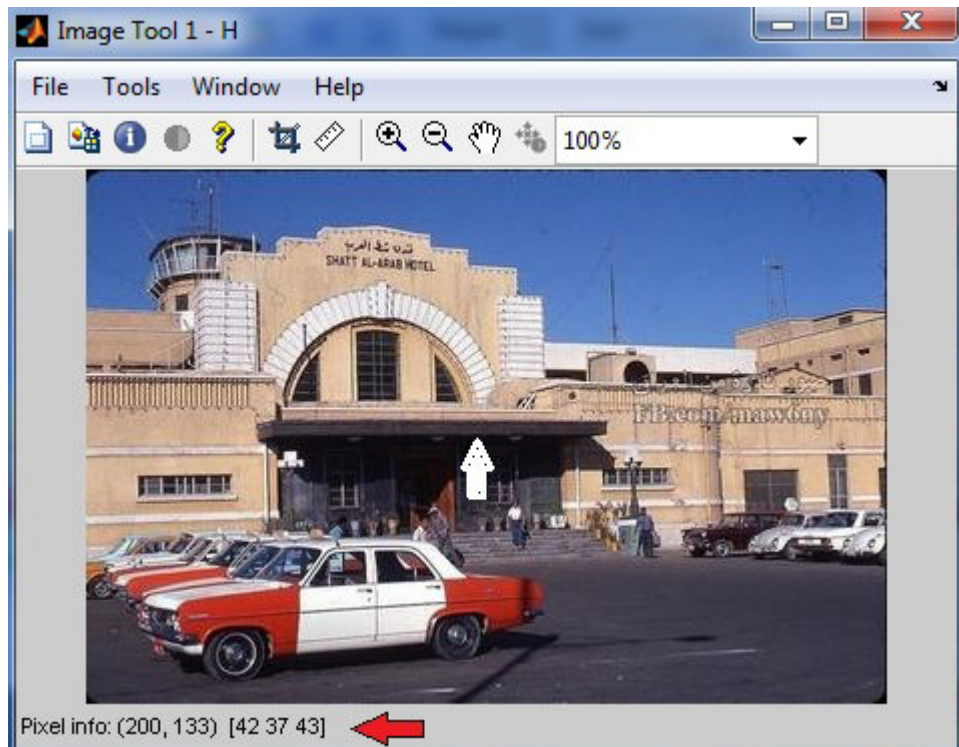 Image Tool 1 - H
File Tools Window Help
100%
SHATT AL-ARAB HOTEL
FB.com/mawony
Pixel info: (200, 133) [42 37 43]